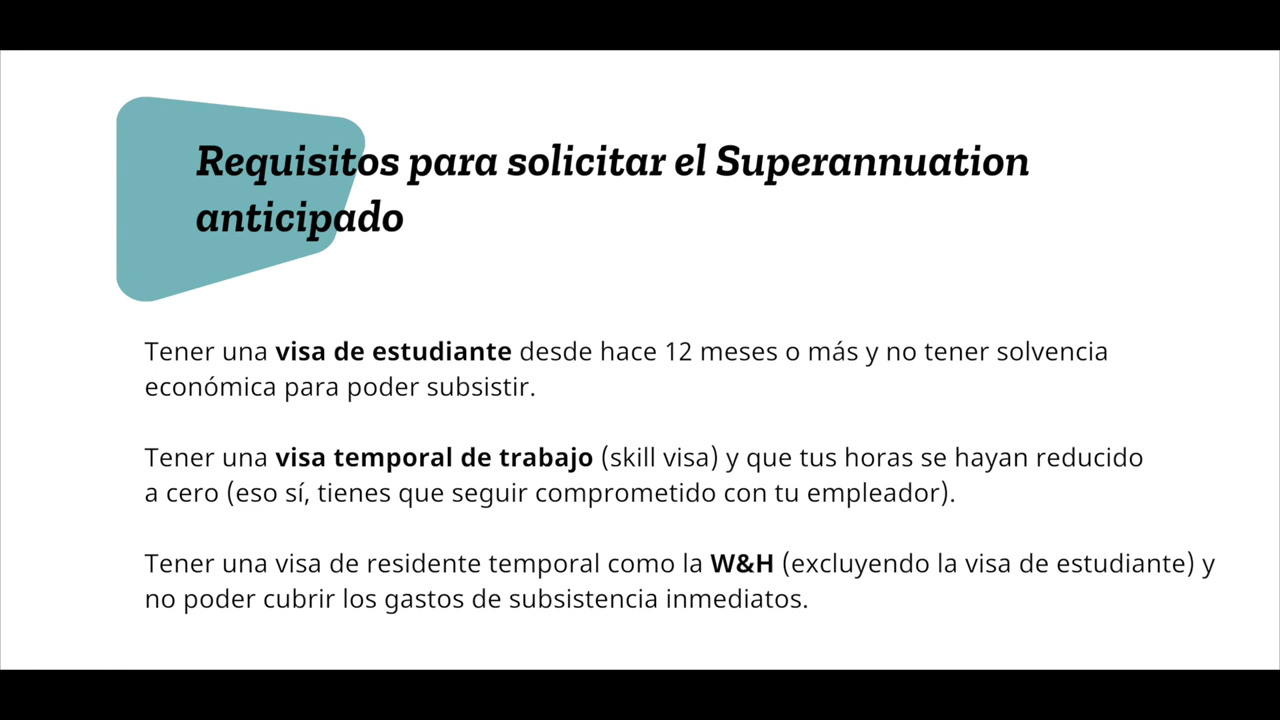 Requisitos para solicitar el Superannuation
anticipado
Tener una visa de estudiante desde hace 12 meses o más y no tener solvencia
económica para poder subsistir.
Tener una visa temporal de trabajo (skill visa) y que tus horas se hayan reducido
a cero (eso sí, tienes que seguir comprometido con tu empleador).
Tener una visa de residente temporal como la W&H (excluyendo la visa de estudiante) y
no poder cubrir los gastos de subsistencia inmediatos.